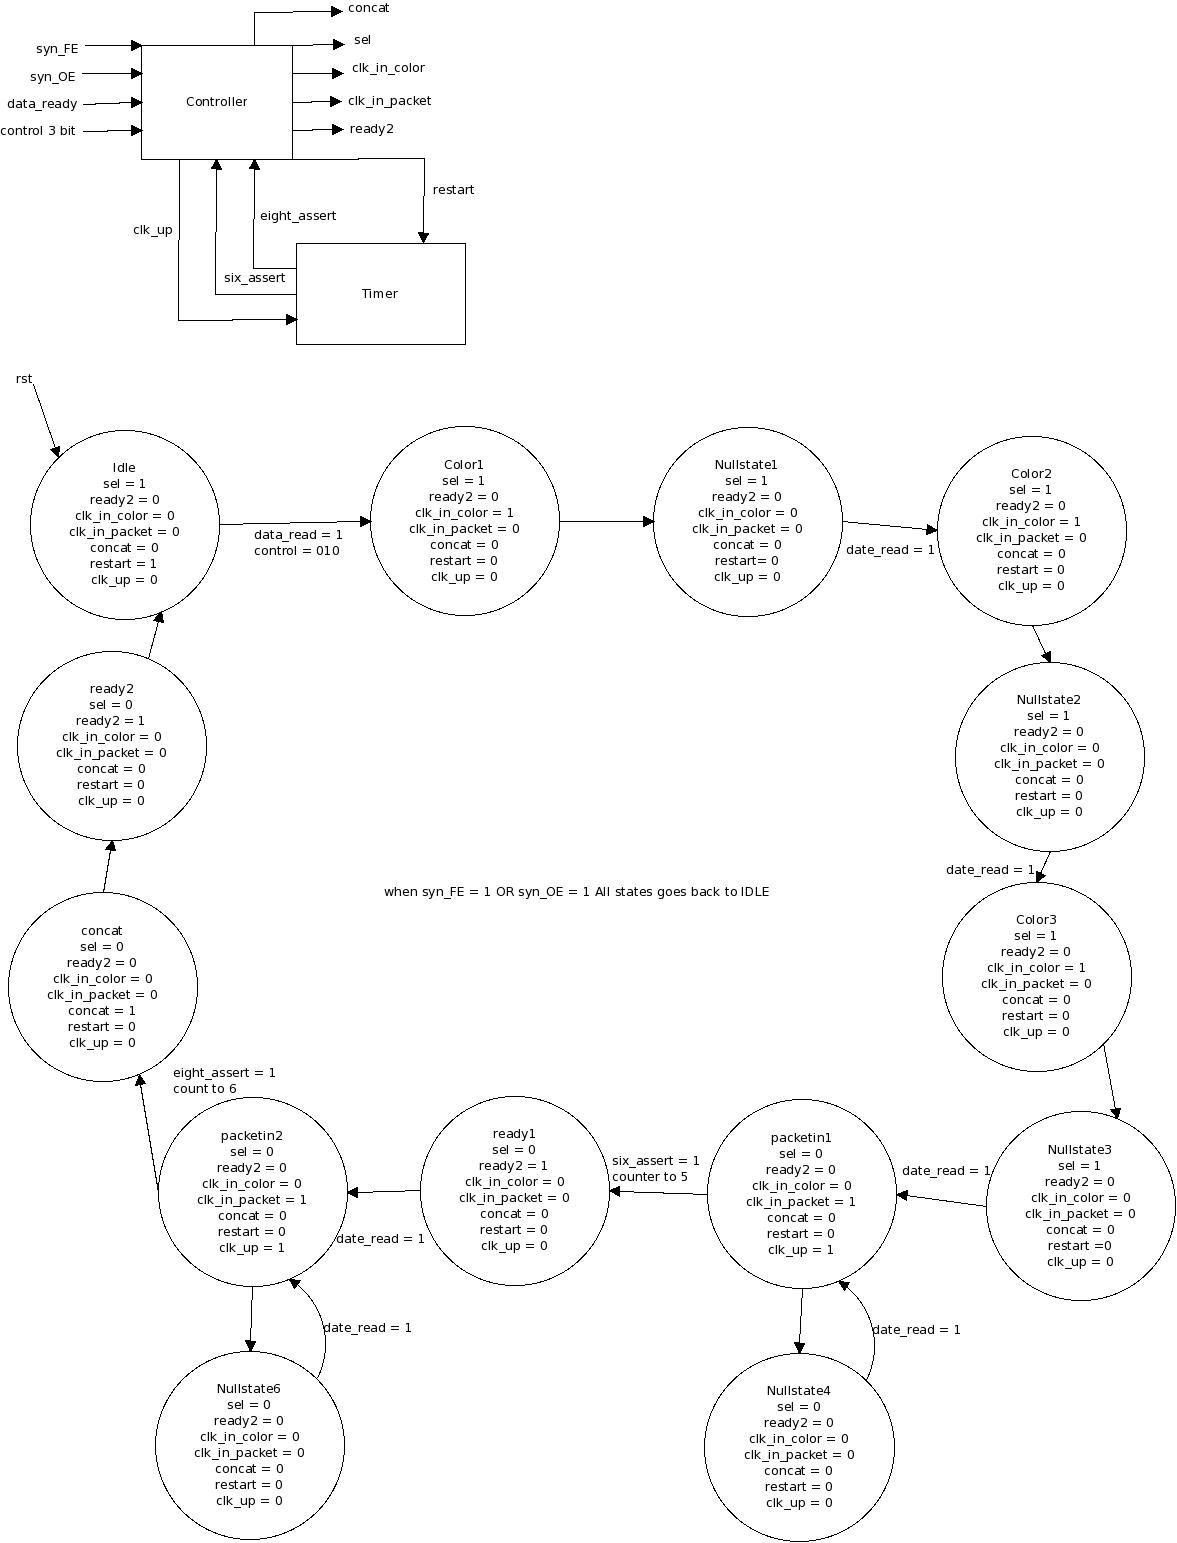 concat
syn_FE
sel
syn_OE
clk_in_color
data_ready
Controller
clk_in_packet
control 3 bit
ready2
restart
clk_up
eight_assert
six_assert
Timer
rst
Idle
sel = 1
ready2 = 0
clk_in_color = 0
clk_in_packet = 0
concat = 0
restart = 1
clk_up = 0
data_read = 1
control = 010
Color1
sel = 1
ready2 = 0
clk_in_color = 1
clk_in_packet = 0
concat = 0
restart = 0
clk_up = 0
Nullstate1
sel = 1
ready2 = 0
clk_in_color = 0
clk_in_packet = 0
concat = 0
restart= 0
clk_up = 0
date_read = 1
Color2
sel = 1
ready2 = 0
clk_in_color = 1
clk_in_packet = 0
concat = 0
restart = 0
clk_up = 0
Nullstate2
sel = 1
ready2 = 0
clk_in_color = 0
clk_in_packet = 0
concat = 0
restart = 0
clk_up = 0
date_read = 1
Color3
sel = 1
ready2 = 0
clk_in_color = 1
clk_in_packet = 0
concat = 0
restart = 0
clk_up = 0
Nullstate3
sel = 1
ready2 = 0
clk_in_color = 0
clk_in_packet = 0
concat = 0
restart =0
clk_up = 0
date_read = 1
packetin1
sel = 0
ready2 = 0
clk_in_color = 0
clk_in_packet = 1
concat = 0
restart = 0
clk_up = 1
date_read = 1
Nullstate4
sel = 0
ready2 = 0
clk_in_color = 0
clk_in_packet = 0
concat = 0
restart = 0
clk_up = 0
six_assert = 1
counter to 5
ready1
sel = 0
ready2 = 1
clk_in_color = 0
clk_in_packet = 0
concat = 0
restart = 0
clk_up = 0
date_read = 1
packetin2
sel = 0
ready2 = 0
clk_in_color = 0
clk_in_packet = 1
concat = 0
restart = 0
clk_up = 1
date_read = 1
Nullstate6
sel = 0
ready2 = 0
clk_in_color = 0
clk_in_packet = 0
concat = 0
restart = 0
clk_up = 0
eight_assert = 1
count to 6
concat
sel = 0
ready2 = 0
clk_in_color = 0
clk_in_packet = 0
concat = 1
restart = 0
clk_up = 0
ready2
sel = 0
ready2 = 1
clk_in_color = 0
clk_in_packet = 0
concat = 0
restart = 0
clk_up = 0
when syn_FE = 1 OR syn_OE = 1 All states goes back to IDLE